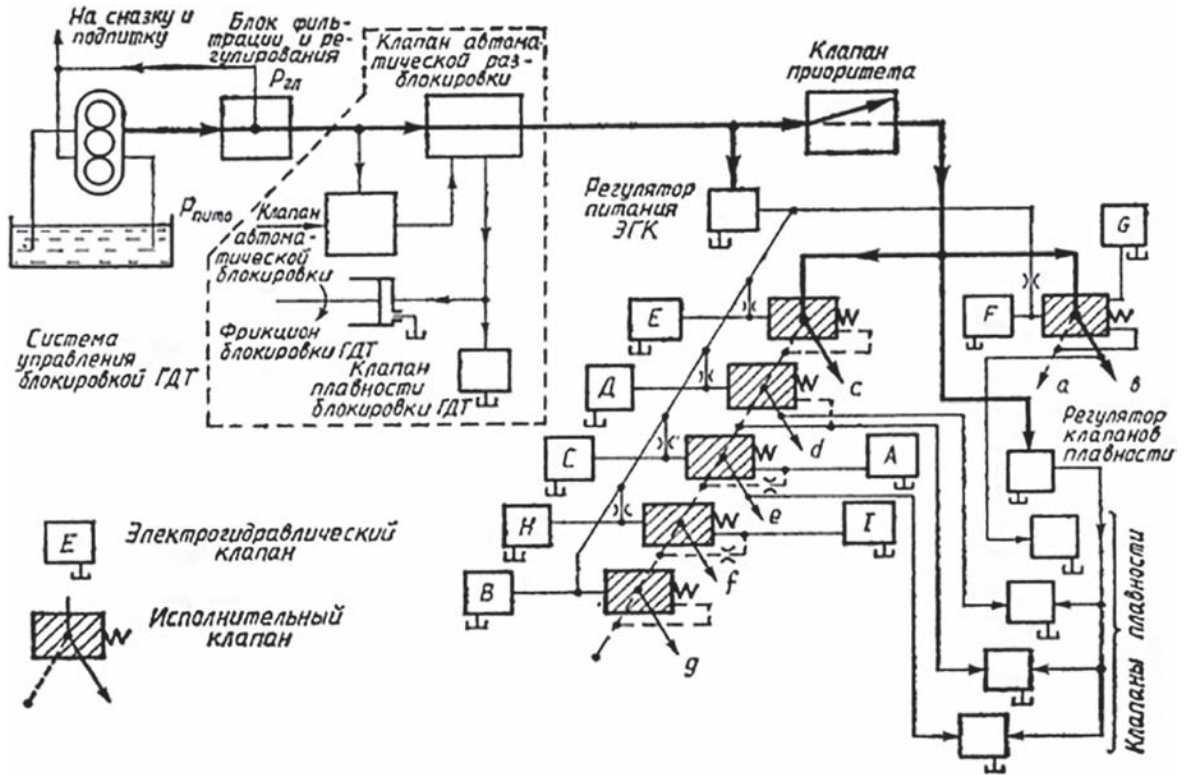 На снazку и
подпитку
Блок филь-
трации и ре-
гулирования
Pгл
Клапан автома-
тической раз-
блокировки
Клапан
приоритета
Pпито
Клапан
автома-
тической
блокировки
Регулятор
питания
ЭГК
G
E
F
Фрикцион
блокировки ГДТ
Система
управления
блокировкой ГДТ
Клапан
плавности
блокировки ГДТ
Д
c
a
в
Регулятор
клапанов
плавности
C
d
A
E
Электрогидравлический
клапан
H
e
I
B
f
Исполнительный
клапан
g
Клапаны плавности